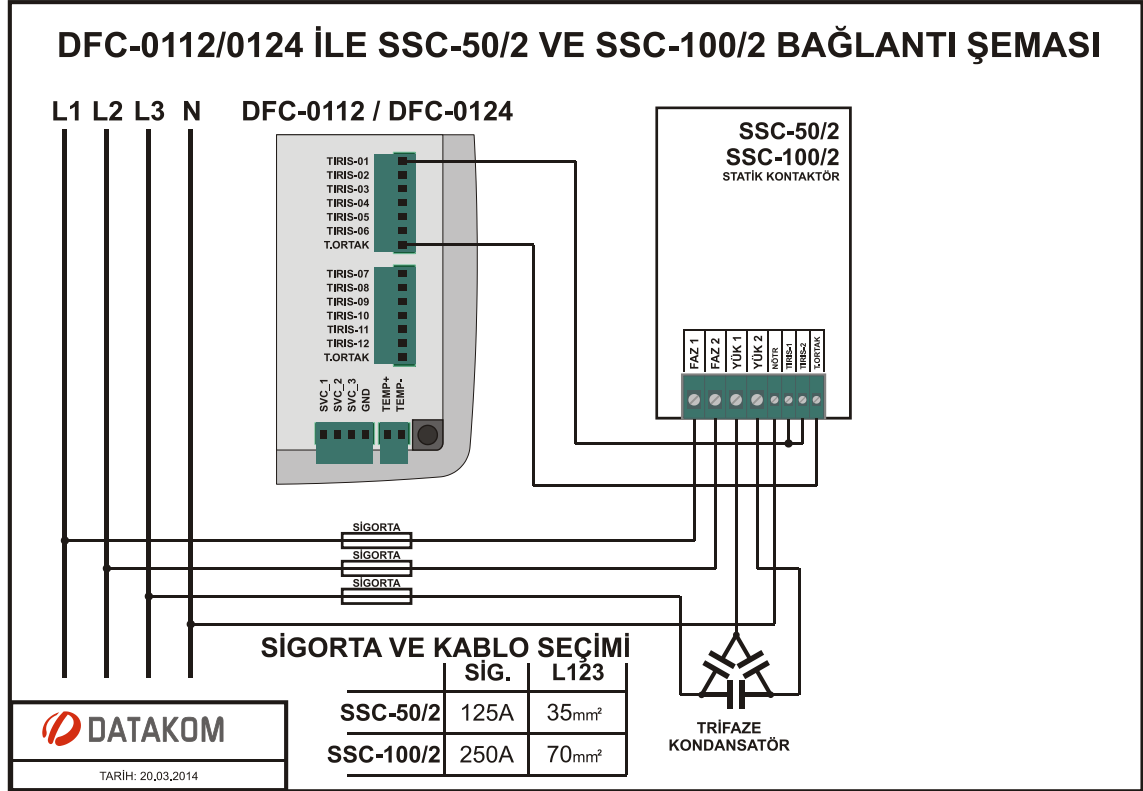 DFC-0112/0124 İLE SSC-50/2 VE SSC-100/2 BAĞLANTI ŞEMASI
L1 L2 L3 N
DFC-0112 / DFC-0124
TIRIS-01
TIRIS-02
TIRIS-03
TIRIS-04
TIRIS-05
TIRIS-06
T.ORTAK
TIRIS-07
TIRIS-08
TIRIS-09
TIRIS-10
TIRIS-11
TIRIS-12
T.ORTAK
SVC_1
SVC_2
SVC_3
GND
TEMP+
TEMP-
SSC-50/2
SSC-100/2
STATİK KONTAKTÖR
FAZ 1
FAZ 2
YÜK 1
YÜK 2
NÖTR
TIRIS-1
TIRIS-2
T.ORTAK
SİGORTA
SİGORTA
SİGORTA
SİGORTA VE KABLO SEÇİMİ
SİG. L123
SSC-50/2 125A 35mm²
SSC-100/2 250A 70mm²
TRİFAZE
KONDANSATÖR
DATAKOM
TARİH: 20.03.2014